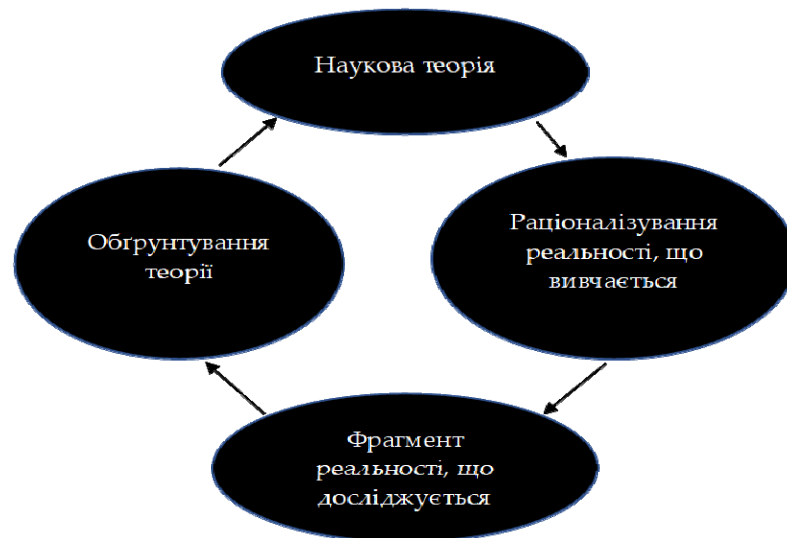 Наукова теорія
Раціоналізування
реальності, що
вивчається
Фрагмент
реальності, що
досліджується
Обґрунтування
теорії